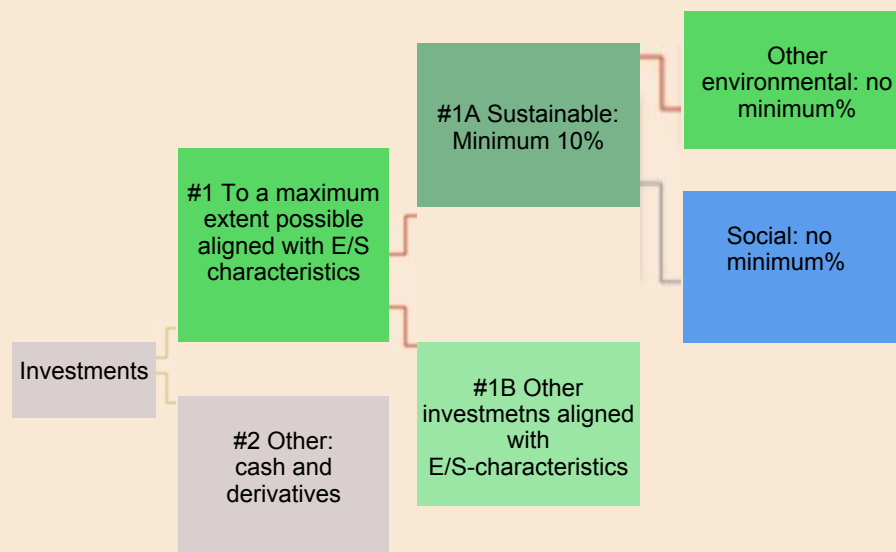 Investments
#1 To a maximum
extent possible
aligned with E/S
characteristics
#2 Other:
cash and
derivatives
#1A Sustainable:
Minimum 10%
#1B Other
investmetns aligned
with
E/S-characteristics
Other
environmental: no
minimum%
Social: no
minimum%